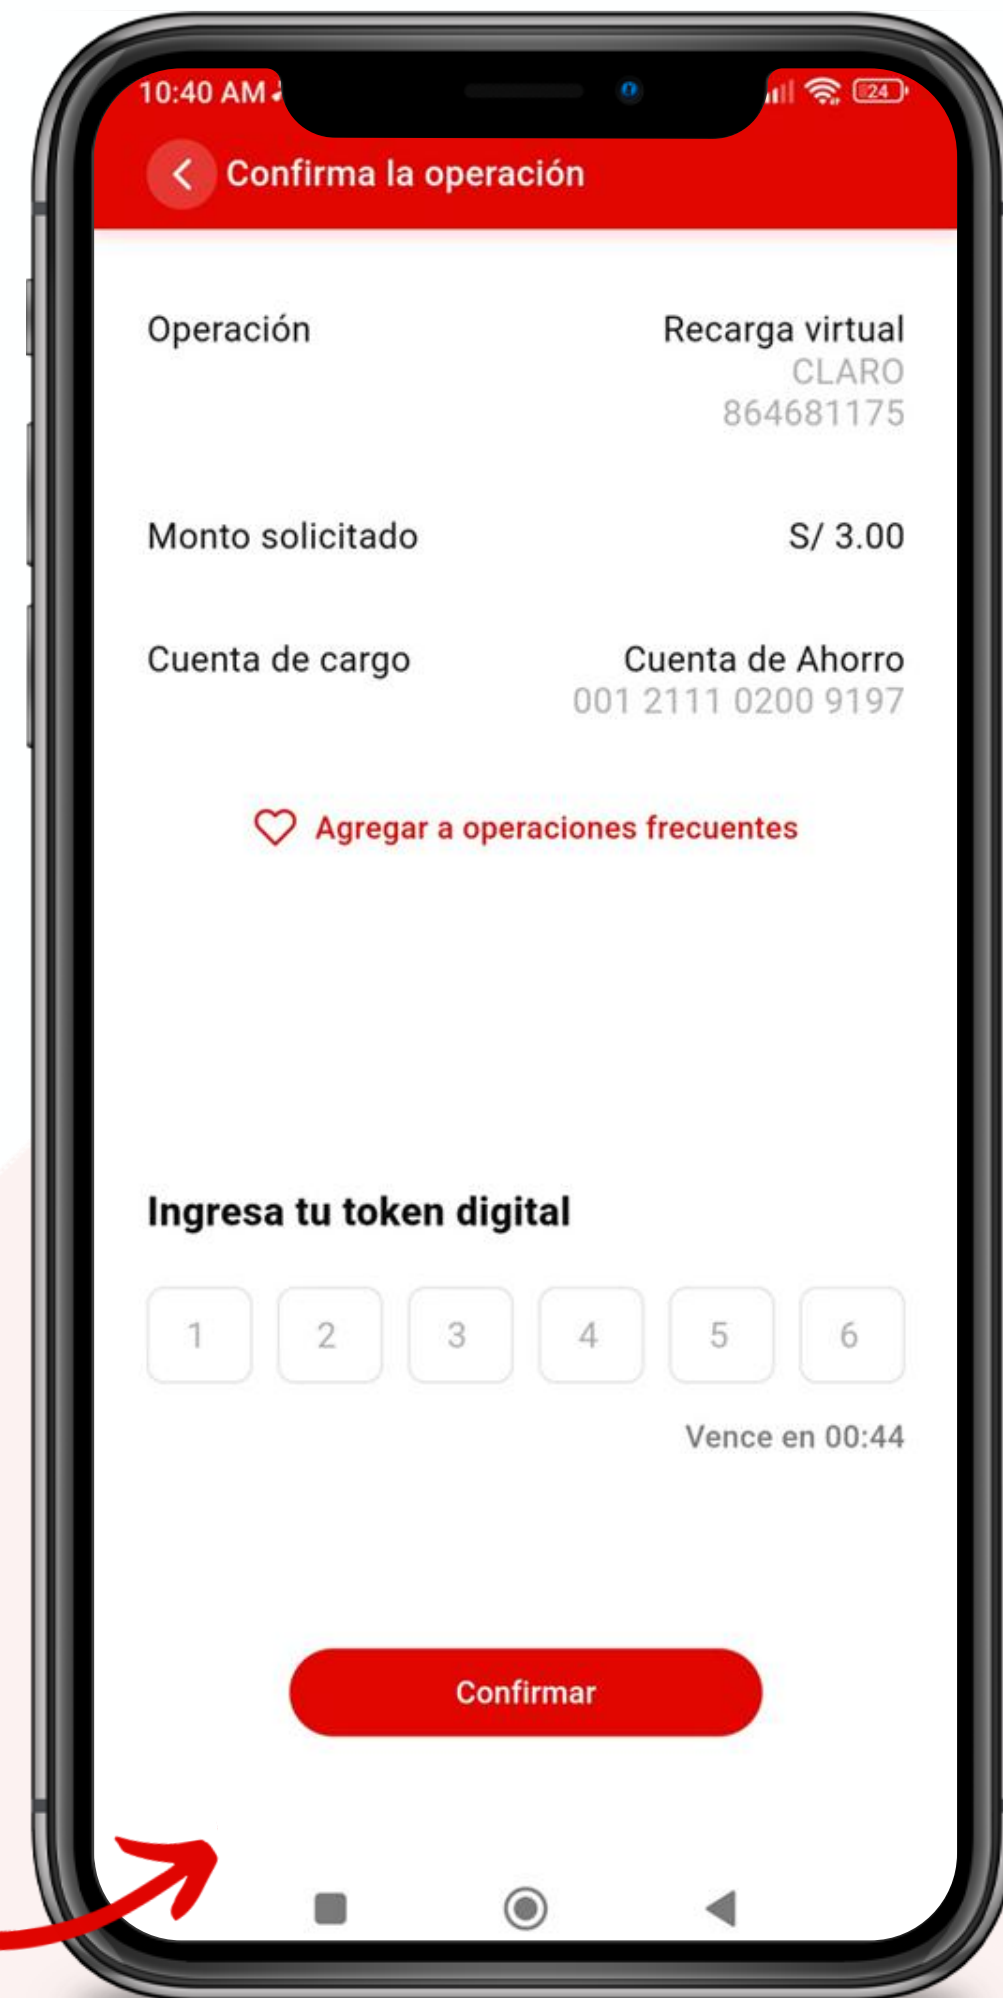 10:40 AM
24
Confirma la operación
Operación
Recarga virtual
CLARO
864681175
Monto solicitado
S/ 3.00
Cuenta de cargo
Cuenta de Ahorro
001 2111 0200 9197
Agregar a operaciones frecuentes
Ingresa tu token digital
1 2 3 4 5 6
Vence en 00:44
Confirmar